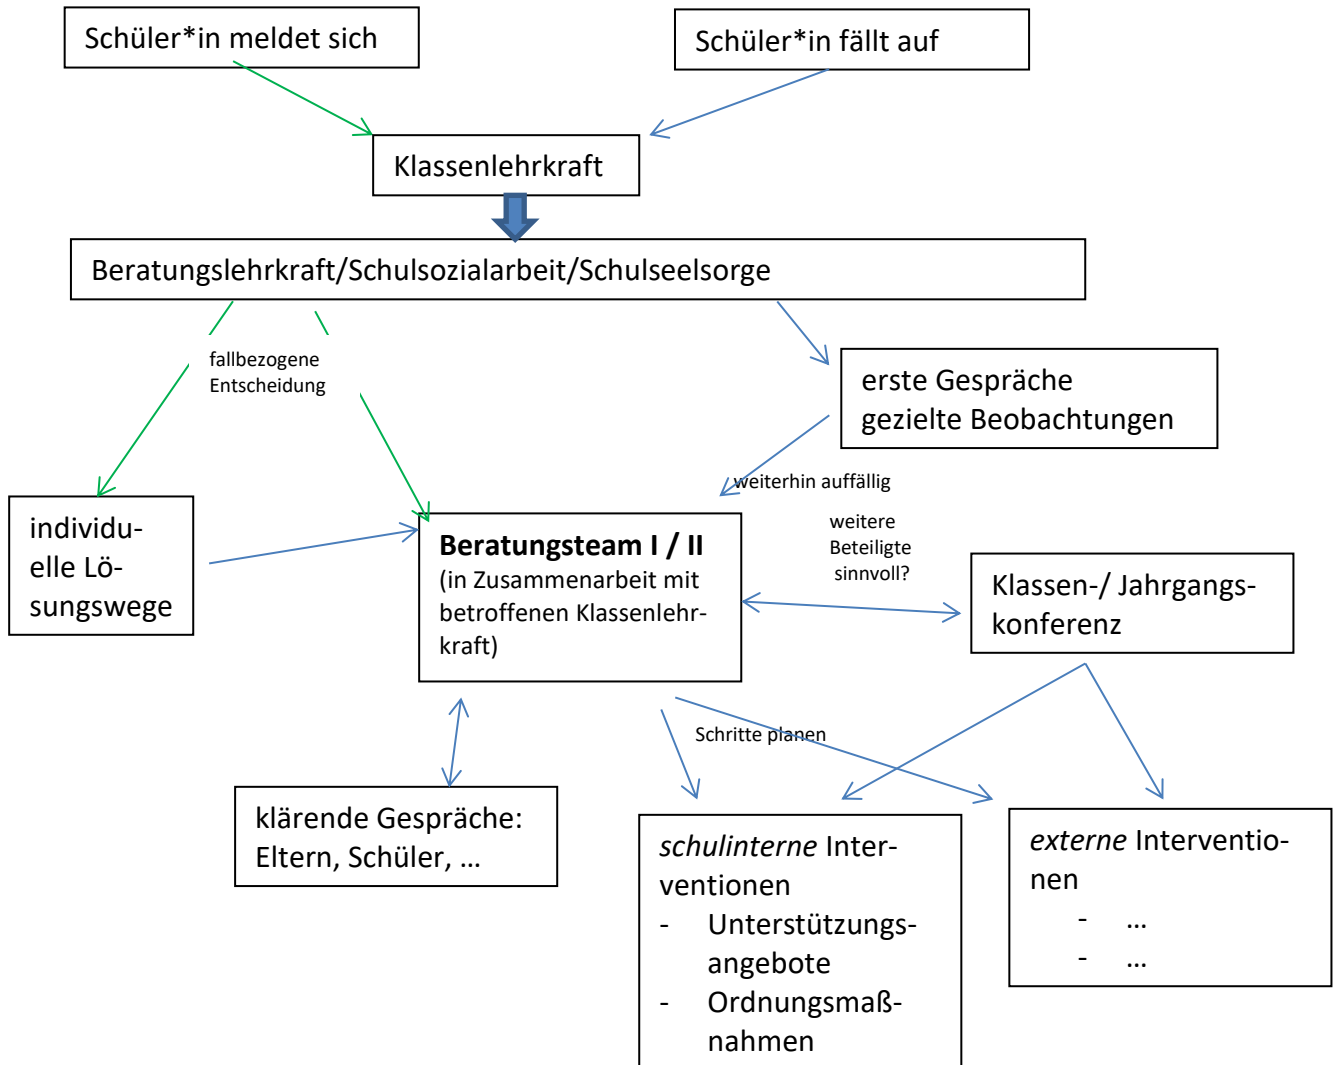 Schüler*in meldet sich
Schüler*in fällt auf
Klassenlehrkraft
Beratungslehrkraft/Schulsozialarbeit/Schulseelsorge
fallbezogene
Entscheidung
erste Gespräche
gezielte Beobachtungen
weiterhin auffällig
individu-
elle Lö-
sungswege
Beratungsteam I / II
(in Zusammenarbeit mit
betroffenen Klassenlehr-
kraft)
weitere
Beteiligte
sinnvoll?
Klassen-/ Jahrgangs-
konferenz
Schritte planen
klärende Gespräche:
Eltern, Schüler, …
schulinterne Inter-
ventionen
- Unterstützungs-
angebote
- Ordnungsmaß-
nahmen
externe Interventio-
nen
- …
- …